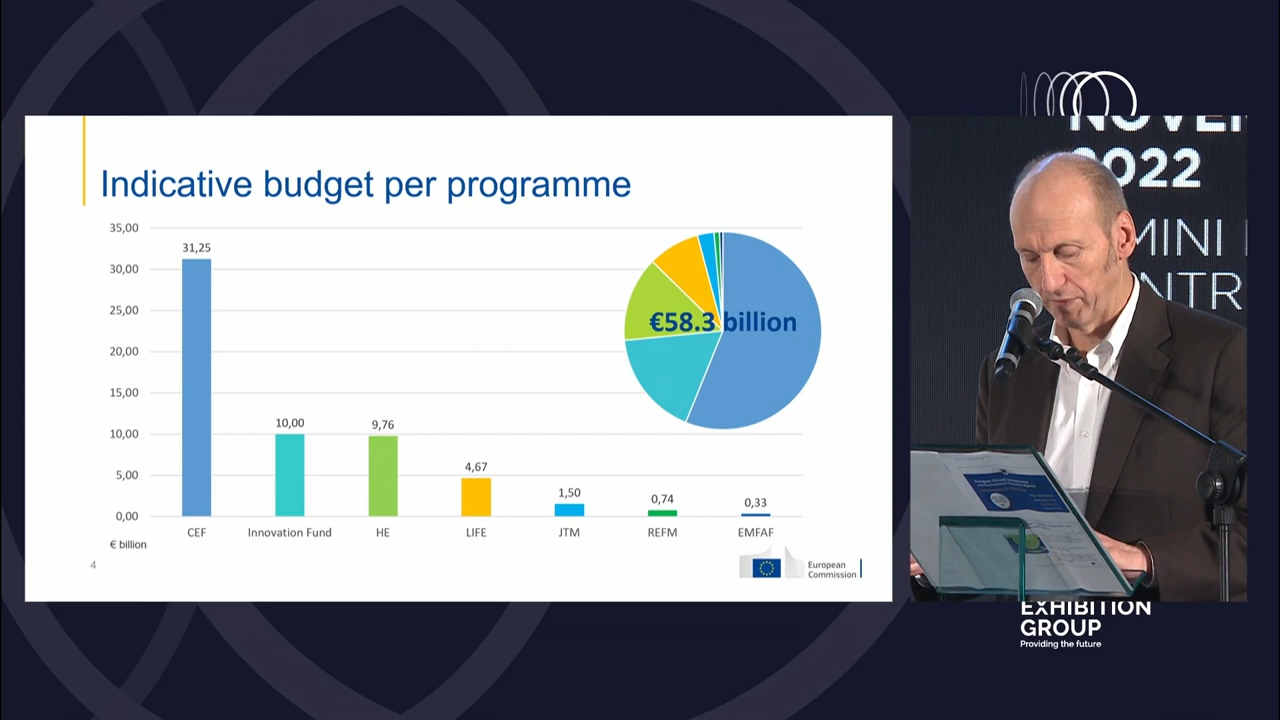 Indicative budget per programme
35,00
30,00
25,00
20,00
15,00
10,00
5,00
0,00
31,25
10,00
9,76
4,67
1,50
0,74
0,33
CEF
Innovation Fund
HE
LIFE
JTM
REFM
EMFAF
€ billion
€58.3 billion
4
European
Commission
2022
EXHIBITION
GROUP
Providing the future